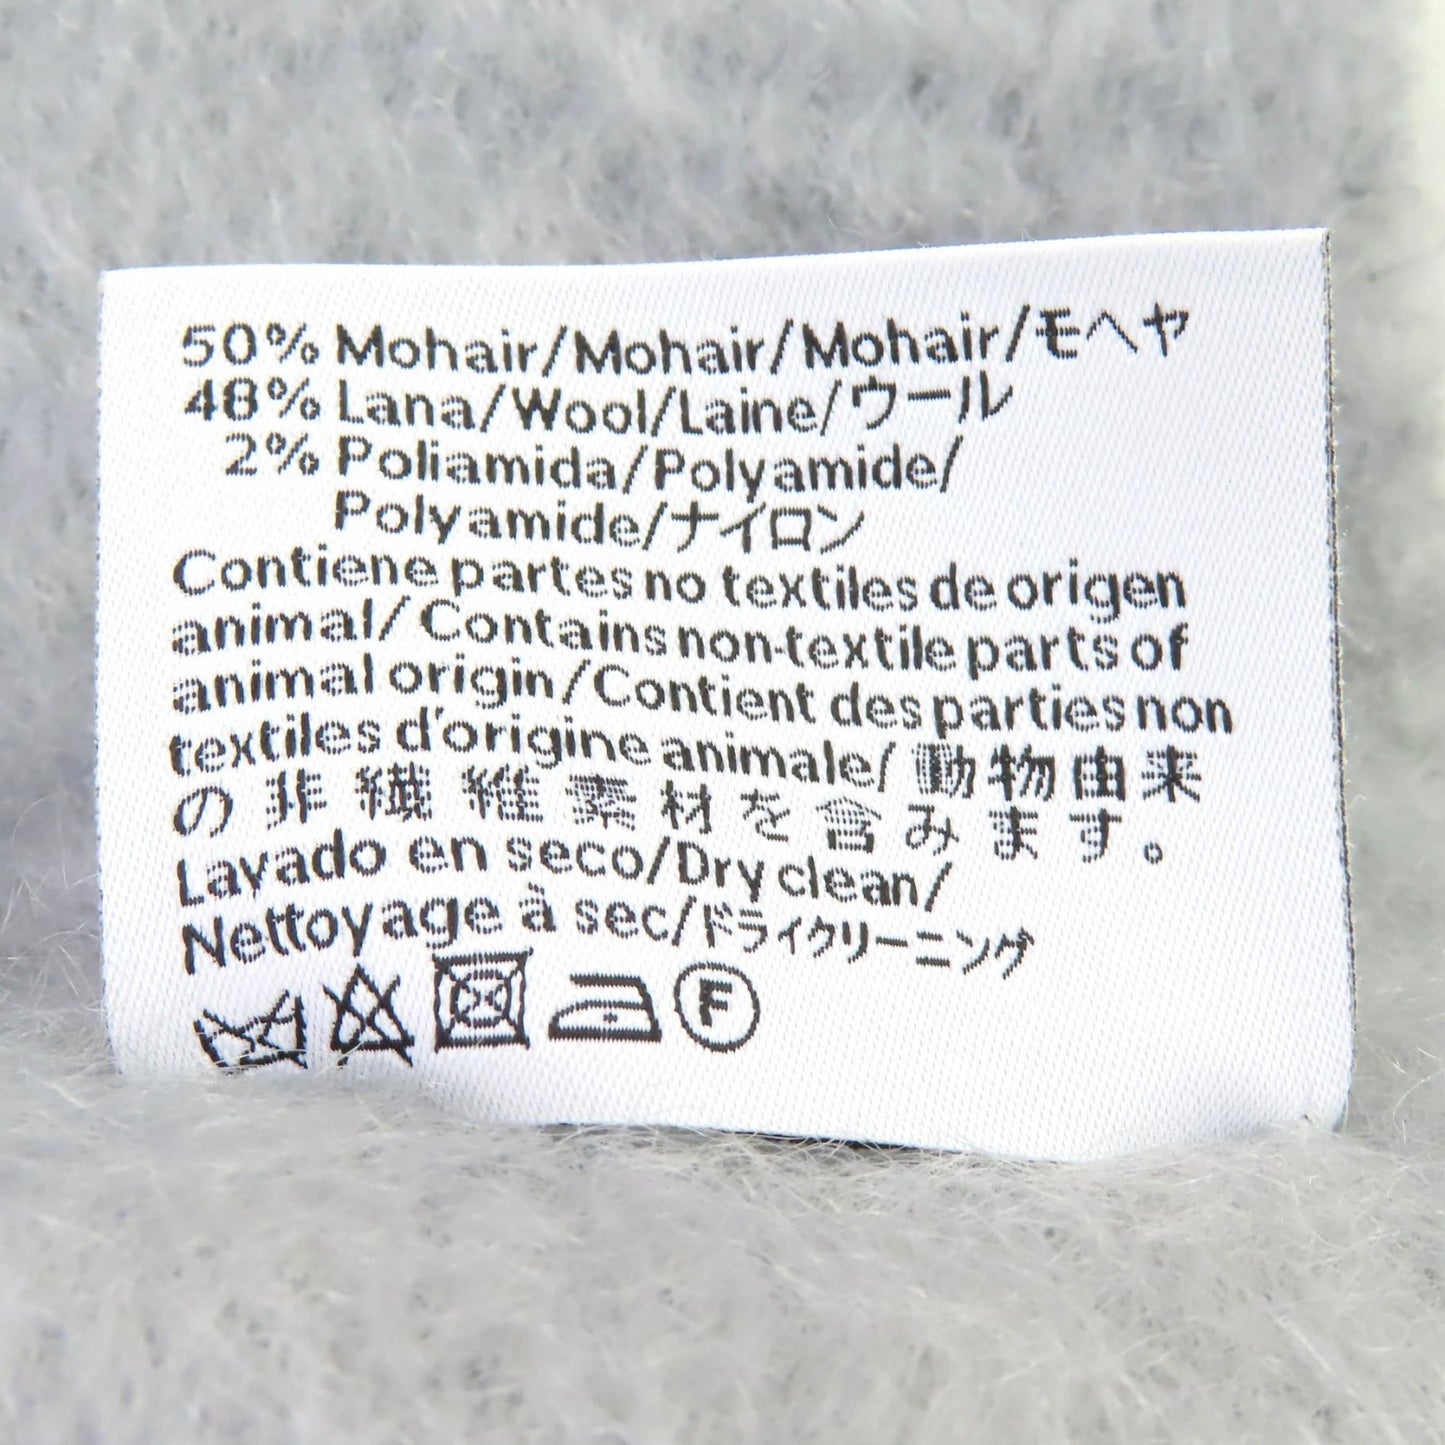 50% Mohair/Mohair/Mohair/モヘヤ
48% Lana/Wool/Laine/ウール
2% Poliamida/Polyamide/
Polyamide/ナイロン
Contiene partes no textiles de origen
animal/Contains non-textile parts of
animal origin/Contient des parties non
textiles d'origine animale/動物由来
の非繊維素材を含みます。
Lavado en seco/Dry clean/
Nettoyage à sec/ドライクリーニング
F